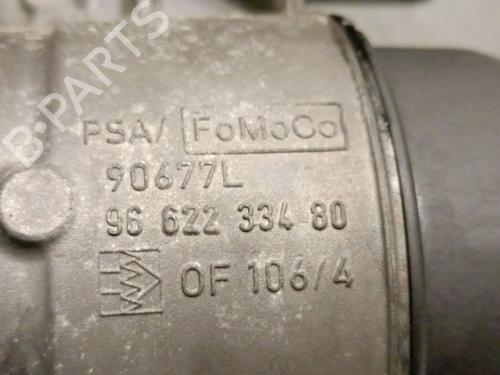 B-PARTS
PSA/ FoMoCo
90677L
96 622 334 80
OF 106/4